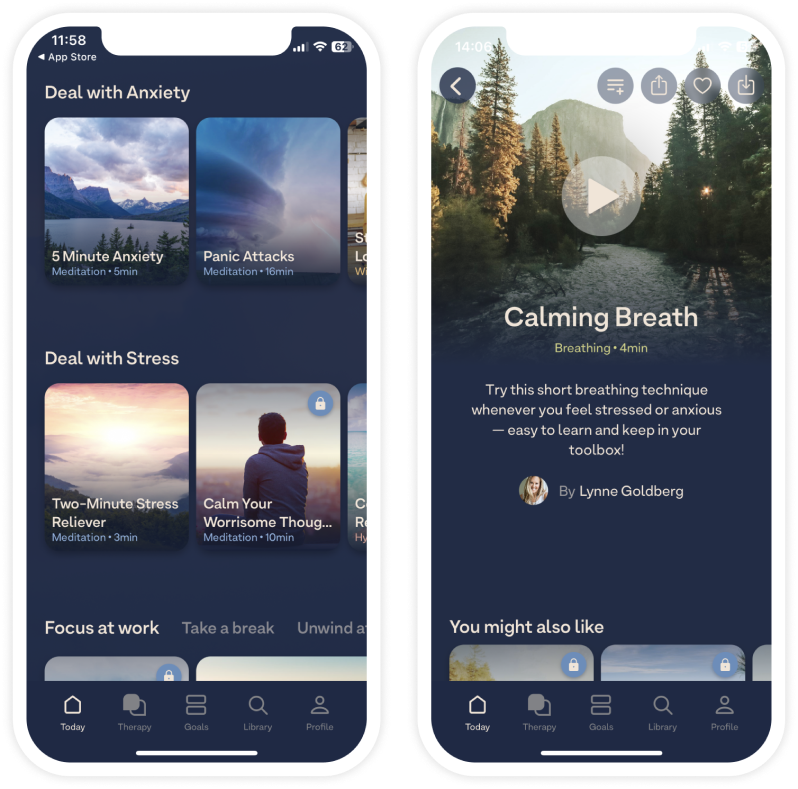 11:58
62
◀ App Store
Deal with Anxiety
5 Minute Anxiety
Meditation • 5min
Panic Attacks
Meditation • 16min
St
Lo
Wi
Deal with Stress
Two-Minute Stress
Reliever
Meditation • 3min
Calm Your
Worrisome Thoug...
Meditation • 10min
Re
Hy
Focus at work
Take a break
Unwind at
Today
Therapy
Goals
Library
Profile
14:06
Calming Breath
Breathing • 4min
Try this short breathing technique
whenever you feel stressed or anxious
— easy to learn and keep in your
toolbox!
By Lynne Goldberg
You might also like
Today
Therapy
Goals
Library
Profile